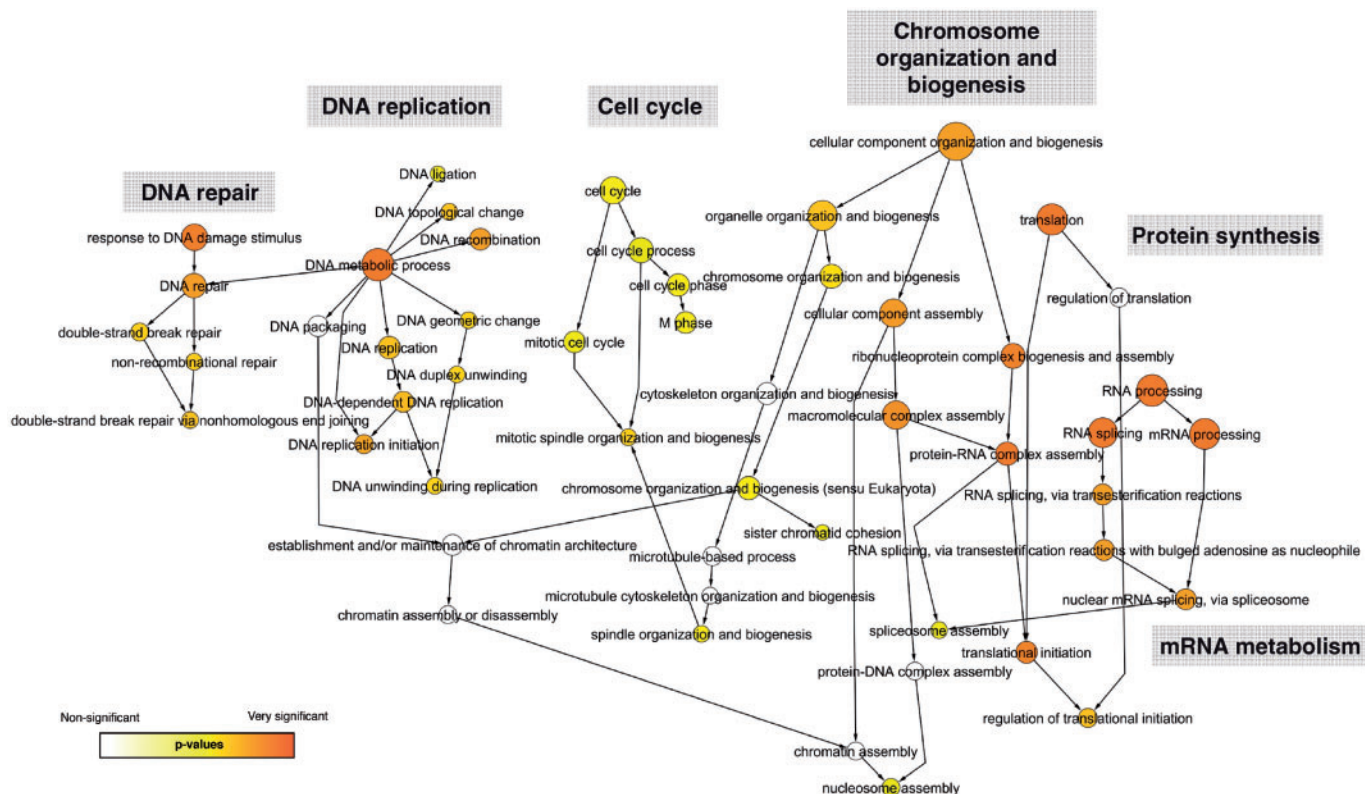 Chromosome
organization and
biogenesis
DNA replication
Cell cycle
cellular component organization and biogenesis
DNA ligation
DNA repair
cell cycle
DNA topological change
organelle organization and biogenesis
translation
response to DNA damage stimulus
DNA recombination
Protein synthesis
cell cycle process
DNA metabolic process
chromosome organization and biogenesis
DNA repair
cell cycle phase
regulation of translation
cellular component assembly
DNA packaging
DNA geometric change
M phase
double-strand break repair
mitotic cell cycle
DNA replication
ribonucleoprotein complex biogenesis and assembly
non-recombinational repair
DNA duplex unwinding
RNA processing
cytoskeleton organization and biogenesis
DNA-dependent DNA replication
macromolecular complex assembly
double-strand break repair via nonhomologous end joining
RNA splicing
mRNA processing
mitotic spindle organization and biogenesis
DNA replication initiation
protein-RNA complex assembly
DNA unwinding during replication
chromosome organization and biogenesis (sensu Eukaryota)
RNA splicing, via transesterification reactions
sister chromatid cohesion
establishment and/or maintenance of chromatin architecture
RNA splicing, via transesterification reactions with bulged adenosine as nucleophile
microtubule-based process
microtubule cytoskeleton organization and biogenesis
nuclear mRNA splicing, via spliceosome
chromatin assembly or disassembly
spliceosome assembly
spindle organization and biogenesis
translational initiation
mRNA metabolism
protein-DNA complex assembly
regulation of translational initiation
Non-significant
Very significant
p-values
chromatin assembly
nucleosome assembly